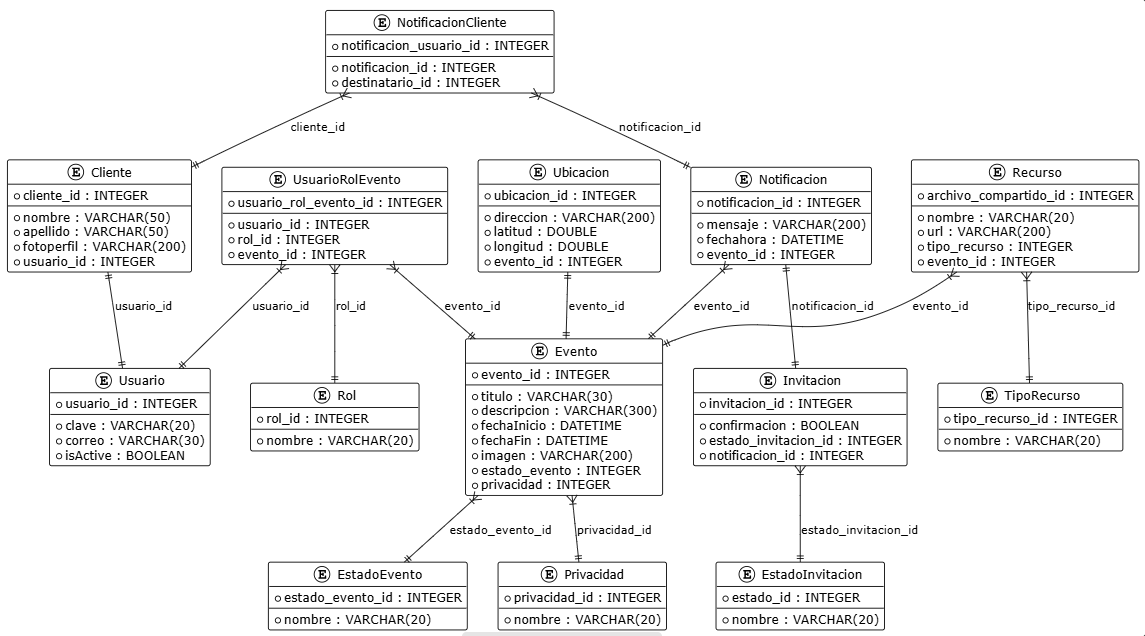 E NotificacionCliente
notificacion_usuario_id : INTEGER
notificacion_id : INTEGER
destinatario_id : INTEGER
cliente_id
notificacion_id
E Cliente
cliente_id : INTEGER
nombre : VARCHAR(50)
apellido : VARCHAR(50)
fotoperfil : VARCHAR(200)
usuario_id : INTEGER
E UsuarioRolEvento
usuario_rol_evento_id : INTEGER
usuario_id : INTEGER
rol_id : INTEGER
evento_id : INTEGER
E Ubicacion
ubicacion_id : INTEGER
direccion : VARCHAR(200)
latitud : DOUBLE
longitud : DOUBLE
evento_id : INTEGER
E Notificacion
notificacion_id : INTEGER
mensaje : VARCHAR(200)
fechahora : DATETIME
evento_id : INTEGER
E Recurso
archivo_compartido_id : INTEGER
nombre : VARCHAR(20)
url : VARCHAR(200)
tipo_recurso : INTEGER
evento_id : INTEGER
usuario_id
usuario_id
rol_id
evento_id
evento_id
evento_id
notificacion_id
evento_id
tipo_recurso_id
E Usuario
usuario_id : INTEGER
clave : VARCHAR(20)
correo : VARCHAR(30)
isActive : BOOLEAN
E Rol
rol_id : INTEGER
nombre : VARCHAR(20)
E Evento
evento_id : INTEGER
titulo : VARCHAR(30)
descripcion : VARCHAR(300)
fechaInicio : DATETIME
fechaFin : DATETIME
imagen : VARCHAR(200)
estado_evento : INTEGER
privacidad : INTEGER
E Invitacion
invitacion_id : INTEGER
confirmacion : BOOLEAN
estado_invitacion_id : INTEGER
notificacion_id : INTEGER
E TipoRecurso
tipo_recurso_id : INTEGER
nombre : VARCHAR(20)
estado_evento_id
privacidad_id
estado_invitacion_id
E EstadoEvento
estado_evento_id : INTEGER
nombre : VARCHAR(20)
E Privacidad
privacidad_id : INTEGER
nombre : VARCHAR(20)
E EstadoInvitacion
estado_id : INTEGER
nombre : VARCHAR(20)